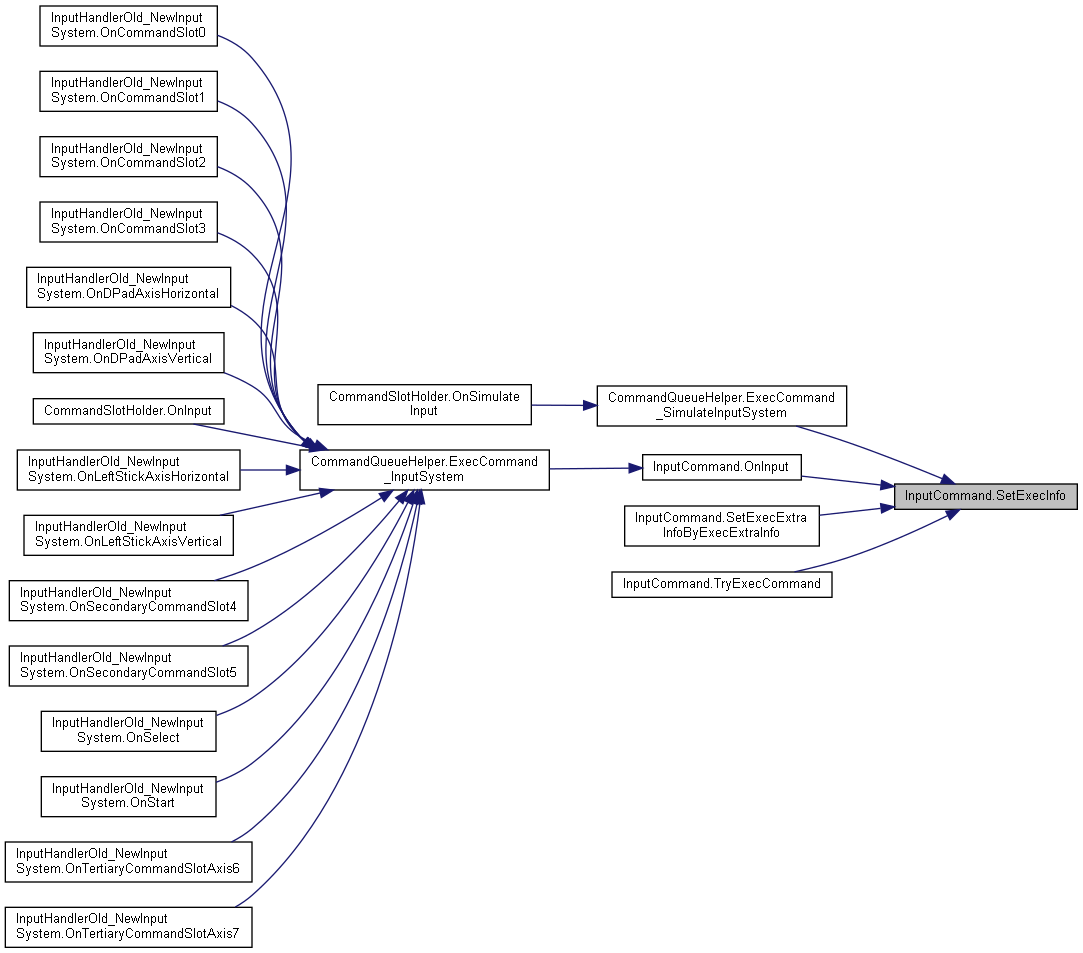 InputHandlerOld_NewInput
System.OnCommandSlot0
InputHandlerOld_NewInput
System.OnCommandSlot1
InputHandlerOld_NewInput
System.OnCommandSlot2
InputHandlerOld_NewInput
System.OnCommandSlot3
InputHandlerOld_NewInput
System.OnDPadAxisHorizontal
InputHandlerOld_NewInput
System.OnDPadAxisVertical
CommandSlotHolder.OnInput
InputHandlerOld_NewInput
System.OnLeftStickAxisHorizontal
InputHandlerOld_NewInput
System.OnLeftStickAxisVertical
InputHandlerOld_NewInput
System.OnSecondaryCommandSlot4
InputHandlerOld_NewInput
System.OnSecondaryCommandSlot5
InputHandlerOld_NewInput
System.OnSelect
InputHandlerOld_NewInput
System.OnStart
InputHandlerOld_NewInput
System.OnTertiaryCommandSlotAxis6
InputHandlerOld_NewInput
System.OnTertiaryCommandSlotAxis7
CommandSlotHolder.OnSimulate
Input
CommandQueueHelper.ExecCommand
_InputSystem
CommandQueueHelper.ExecCommand
_SimulateInputSystem
InputCommand.OnInput
InputCommand.SetExecExtra
InfoByExecExtraInfo
InputCommand.TryExecCommand
InputCommand.SetExecInfo